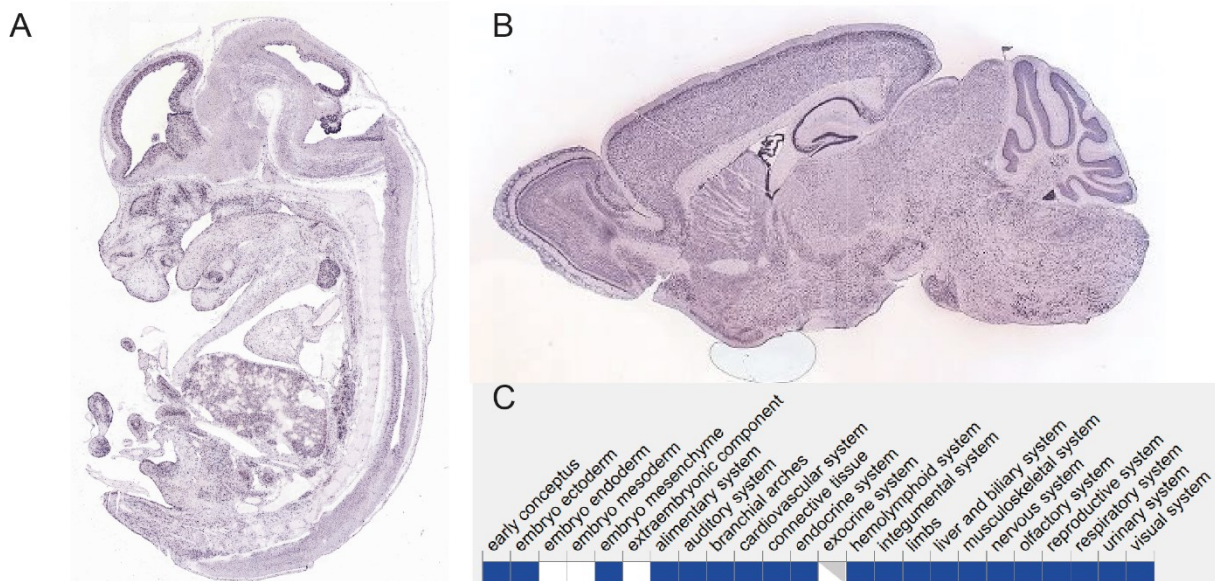 A
B
C
early conceptus
embryo ectoderm
embryo endoderm
embryo mesoderm
embryo mesenchyme
extraembryonic component
alimentary system
auditory system
branchial arches
cardiovascular system
connective tissue
endocrine system
exocrine system
hemolymphoid system
integumental system
limbs
liver and biliary system
musculoskeletal system
nervous system
olfactory system
reproductive system
respiratory system
urinary system
visual system